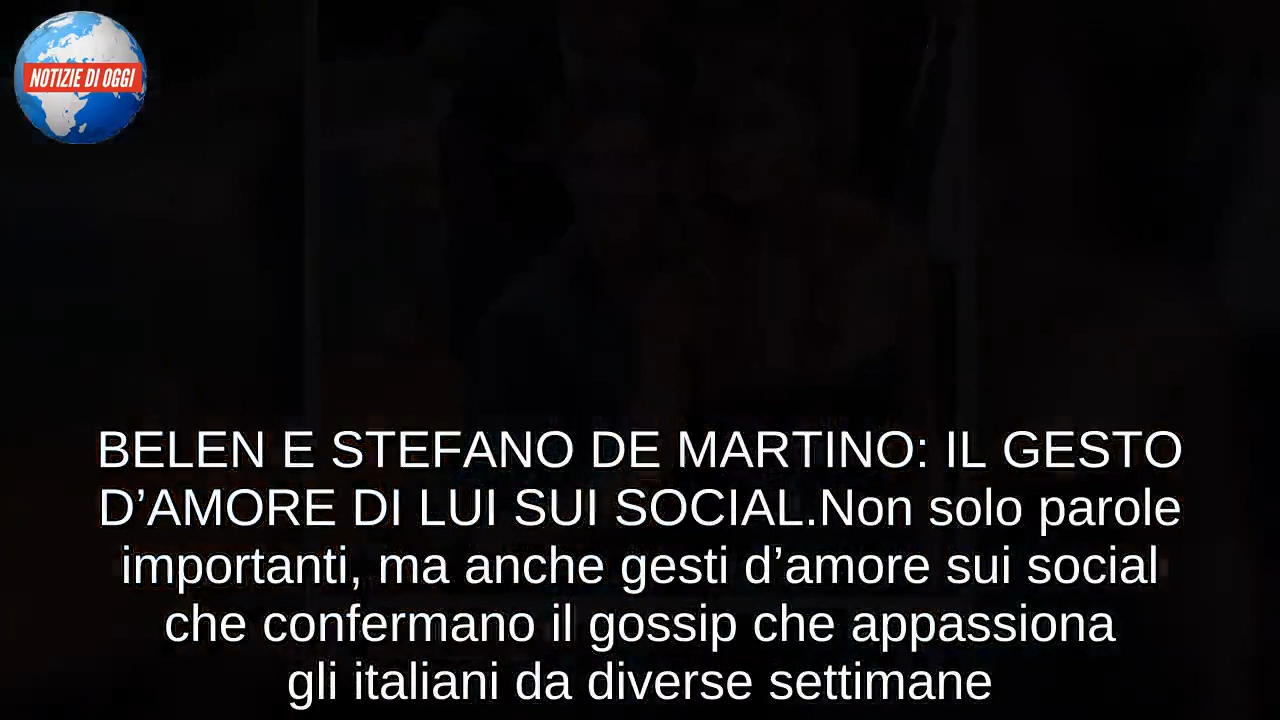 NOTIZIE DI OGGI
BELEN E STEFANO DE MARTINO: IL GESTO
D’AMORE DI LUI SUI SOCIAL.Non solo parole
importanti, ma anche gesti d’amore sui social
che confermano il gossip che appassiona
gli italiani da diverse settimane